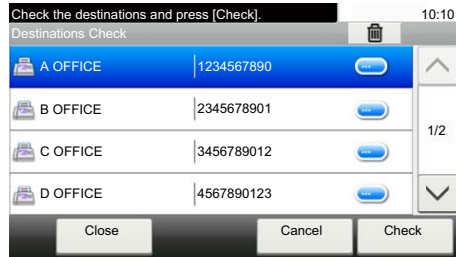 Check the destinations and press [Check].
10:10
Destinations Check
A OFFICE 1234567890
B OFFICE 2345678901
C OFFICE 3456789012
D OFFICE 4567890123
1/2
Close Cancel Check